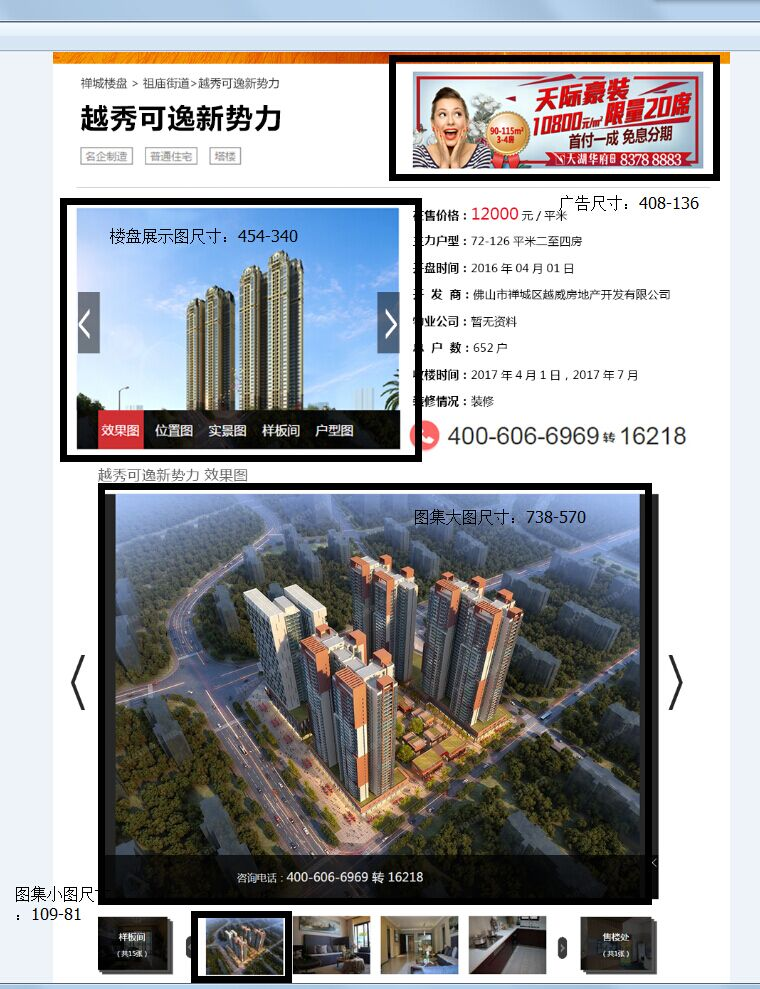 禅城楼盘 > 祖庙街道>越秀可逸新势力
越秀可逸新势力
名企制造 普通住宅 塔楼
天际豪装
10800元/㎡限量20席
90-115m²
3-4房
首付一成 免息分期
大湖华府 8378 8883
广告尺寸：408-136
楼盘展示图尺寸：454-340
售价格：12000 元 / 平米
力户型：72-126 平米二至四房
盘时间：2016 年 04 月 01 日
发 商：佛山市禅城区越威房地产开发有限公司
业公司：暂无资料
户 数：652 户
楼时间：2017 年 4 月 1 日，2017 年 7 月
修情况：装修
400-606-6969 转 16218
效果图 位置图 实景图 样板间 户型图
越秀可逸新势力 效果图
图集大图尺寸：738-570
咨询电话：400-606-6969 转 16218
图集小图尺寸
：109-81
样板间
（共15张）
售楼处
（共1张）